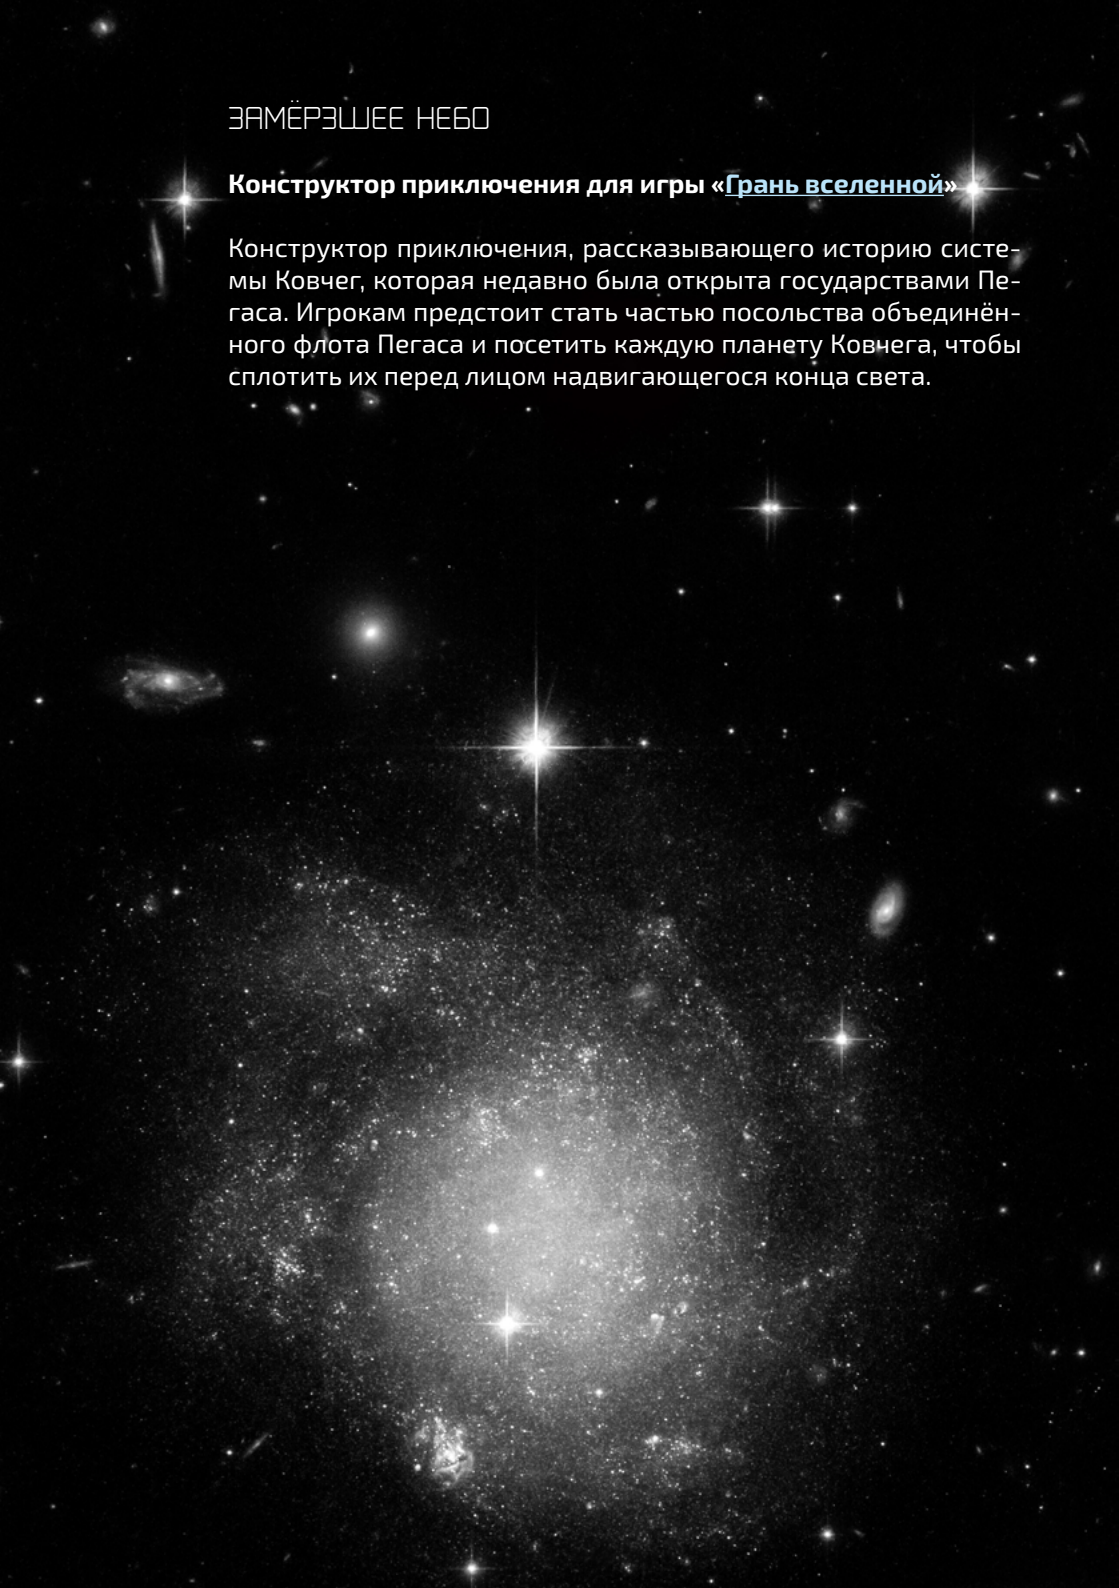 ЗАМЁРЗШЕЕ НЕБО
Конструктор приключения для игры «Грань вселенной»
Конструктор приключения, рассказывающего историю систе-
мы Ковчег, которая недавно была открыта государствами Пе-
гаса. Игрокам предстоит стать частью посольства объединён-
ного флота Пегаса и посетить каждую планету Ковчега, чтобы
сплотить их перед лицом надвигающегося конца света.